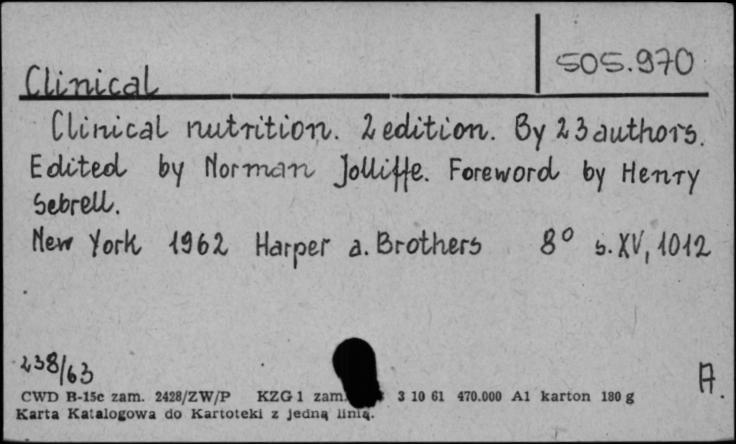 505.970
Clinical
Clinical nutrition. 2 edition. By 23 authors.
Edited by Norman Jolliffe. Foreword by Henry
Sebrell.
New York 1962 Harper a. Brothers 8° s. XV, 1012
238/63
A.
CWD B-15c zam. 2428/ZW/P KZG 1 zam. 3 10 61 470.000 A1 karton 180 g
Karta Katalogowa do Kartoteki z jedną linią.